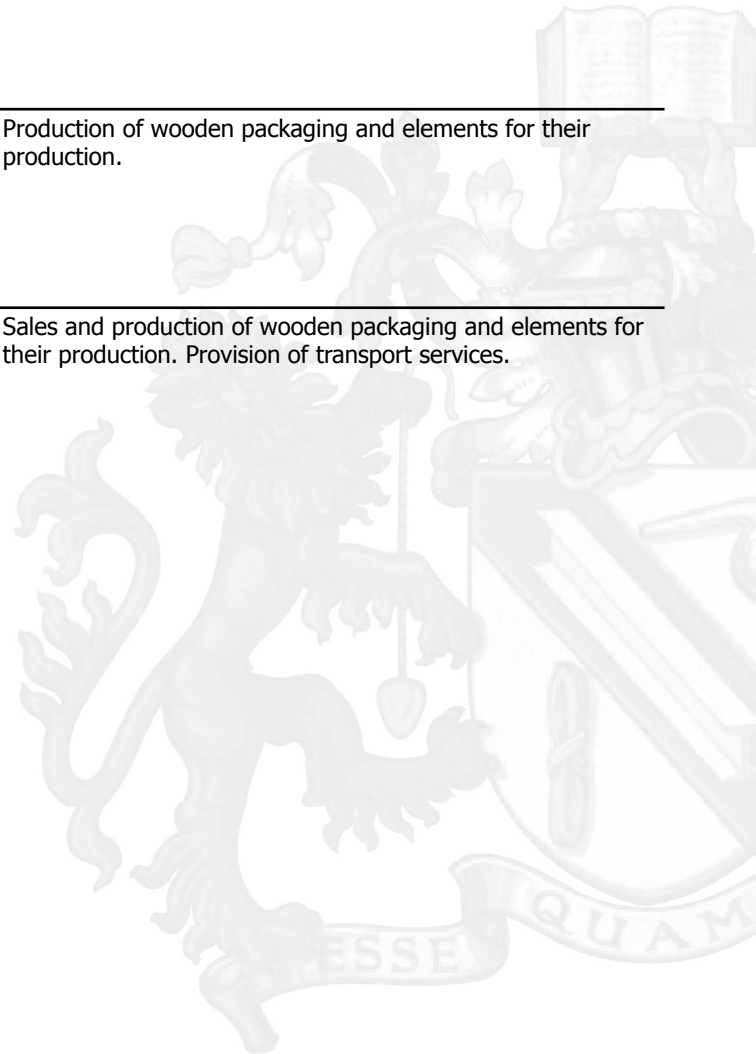 Production of wooden packaging and elements for their
production.
Sales and production of wooden packaging and elements for
their production. Provision of transport services.
ESSE
QUAM